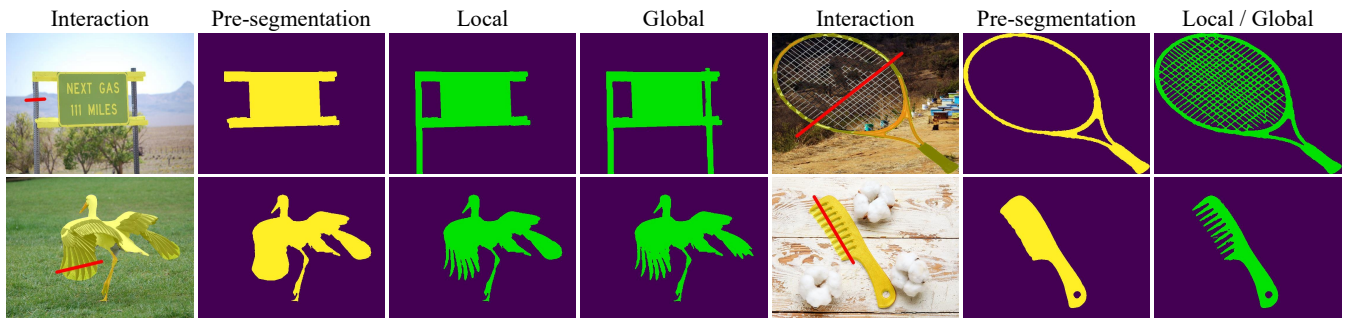 Interaction Pre-segmentation Local Global Interaction Pre-segmentation Local / Global
NEXT GAS
111 MILES